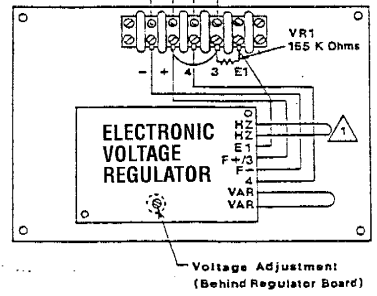 VR1
155 K Ohms
- + 4 3 E1
ELECTRONIC
VOLTAGE
REGULATOR
HZ
HZ
E1
F+/3
F-
4
VAR
VAR
1
Voltage Adjustment
(Behind Regulator Board)